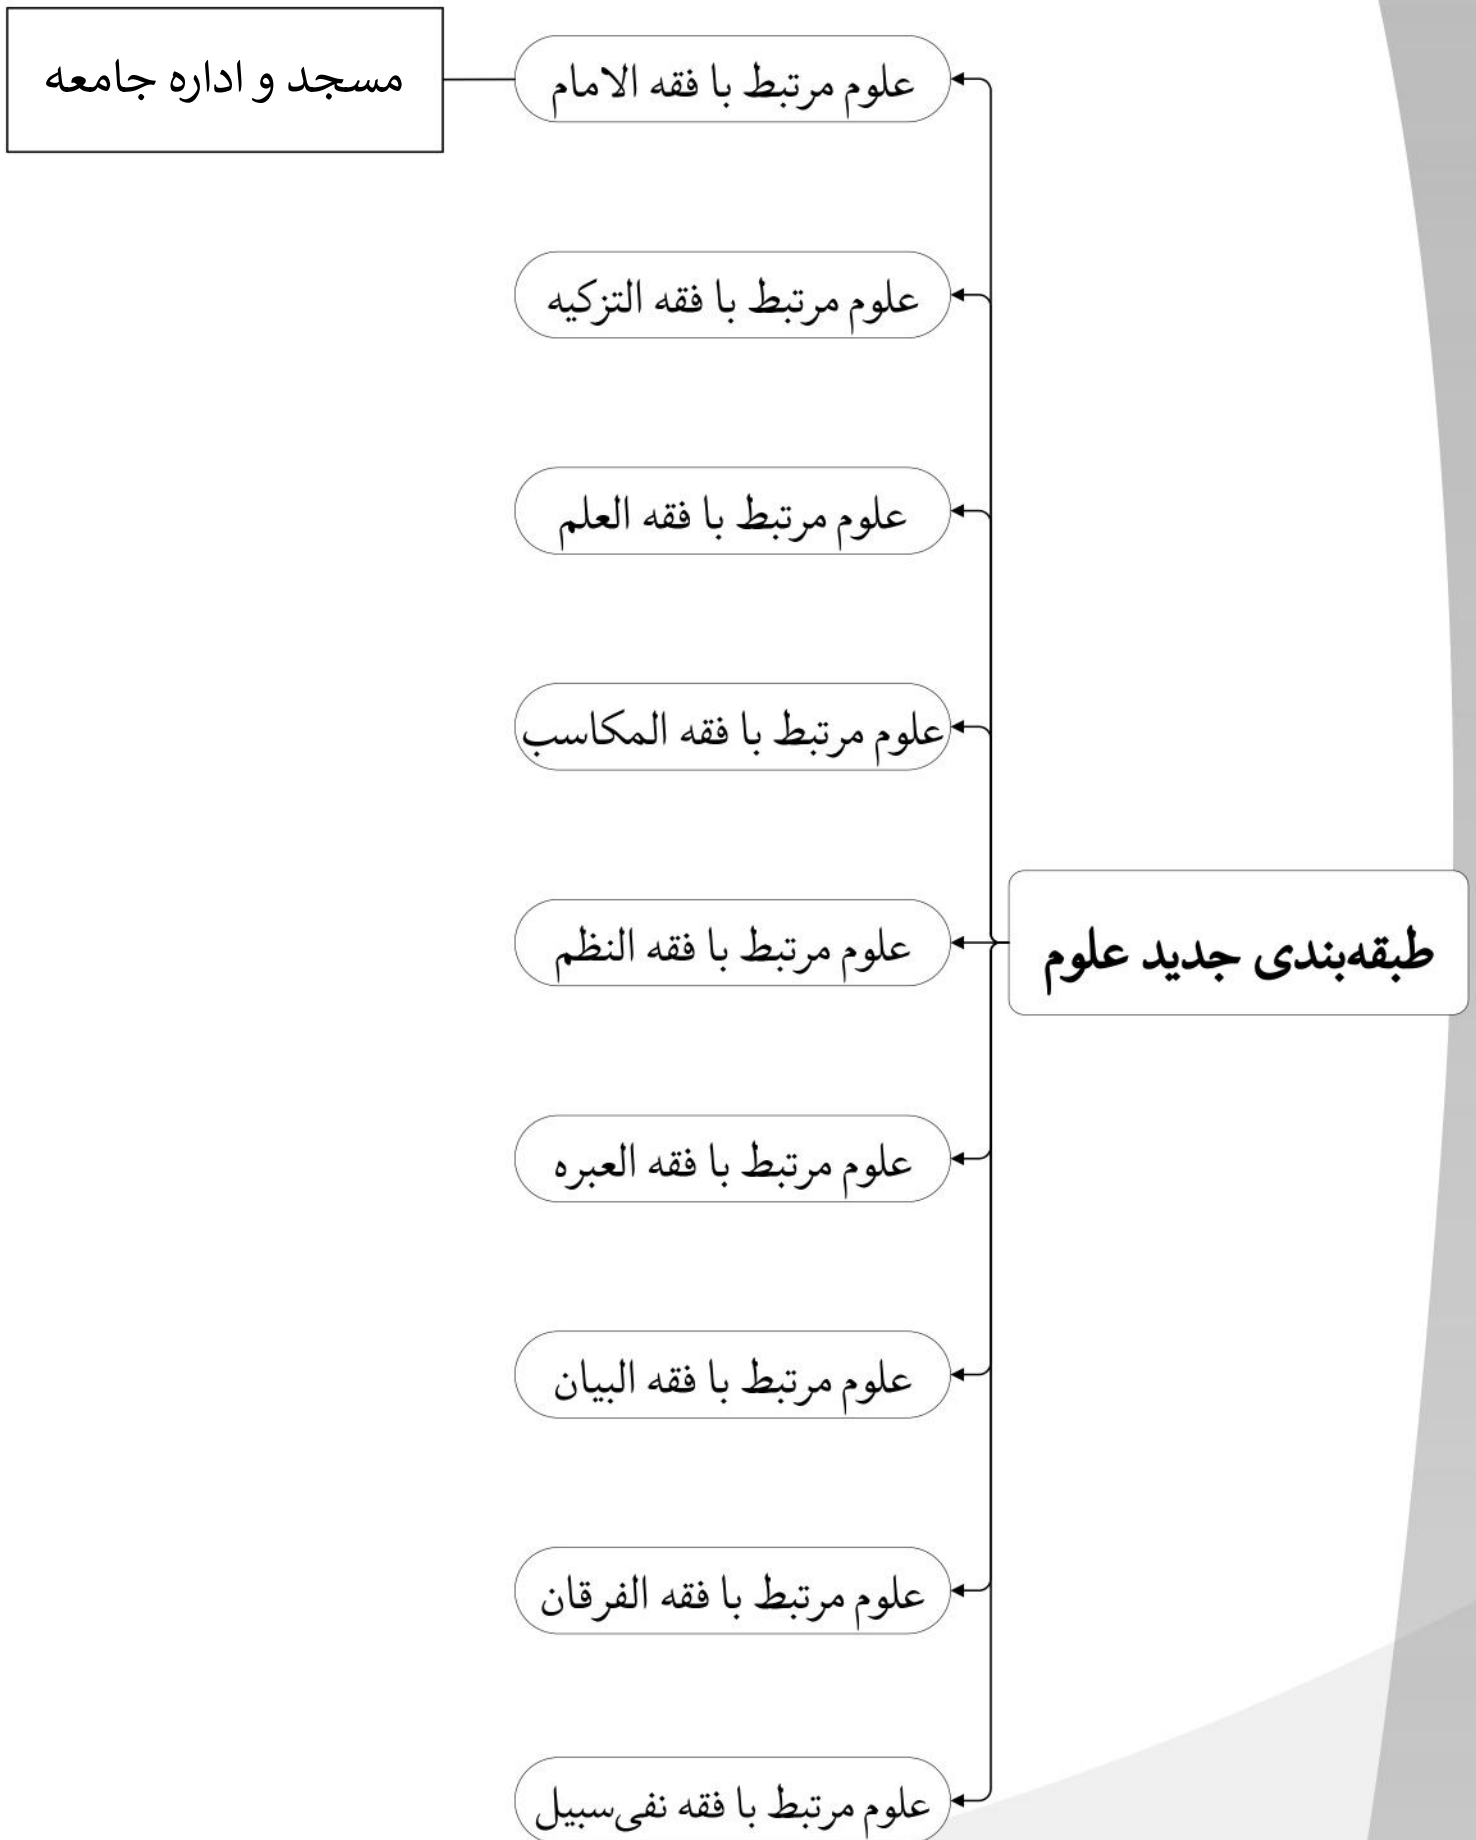 طبقه‌بندی جدید علوم
علوم مرتبط با فقه الامام
مسجد و اداره جامعه
علوم مرتبط با فقه التزکیه
علوم مرتبط با فقه العلم
علوم مرتبط با فقه المکاسب
علوم مرتبط با فقه النظم
علوم مرتبط با فقه العبره
علوم مرتبط با فقه البیان
علوم مرتبط با فقه الفرقان
علوم مرتبط با فقه نفی‌سبیل